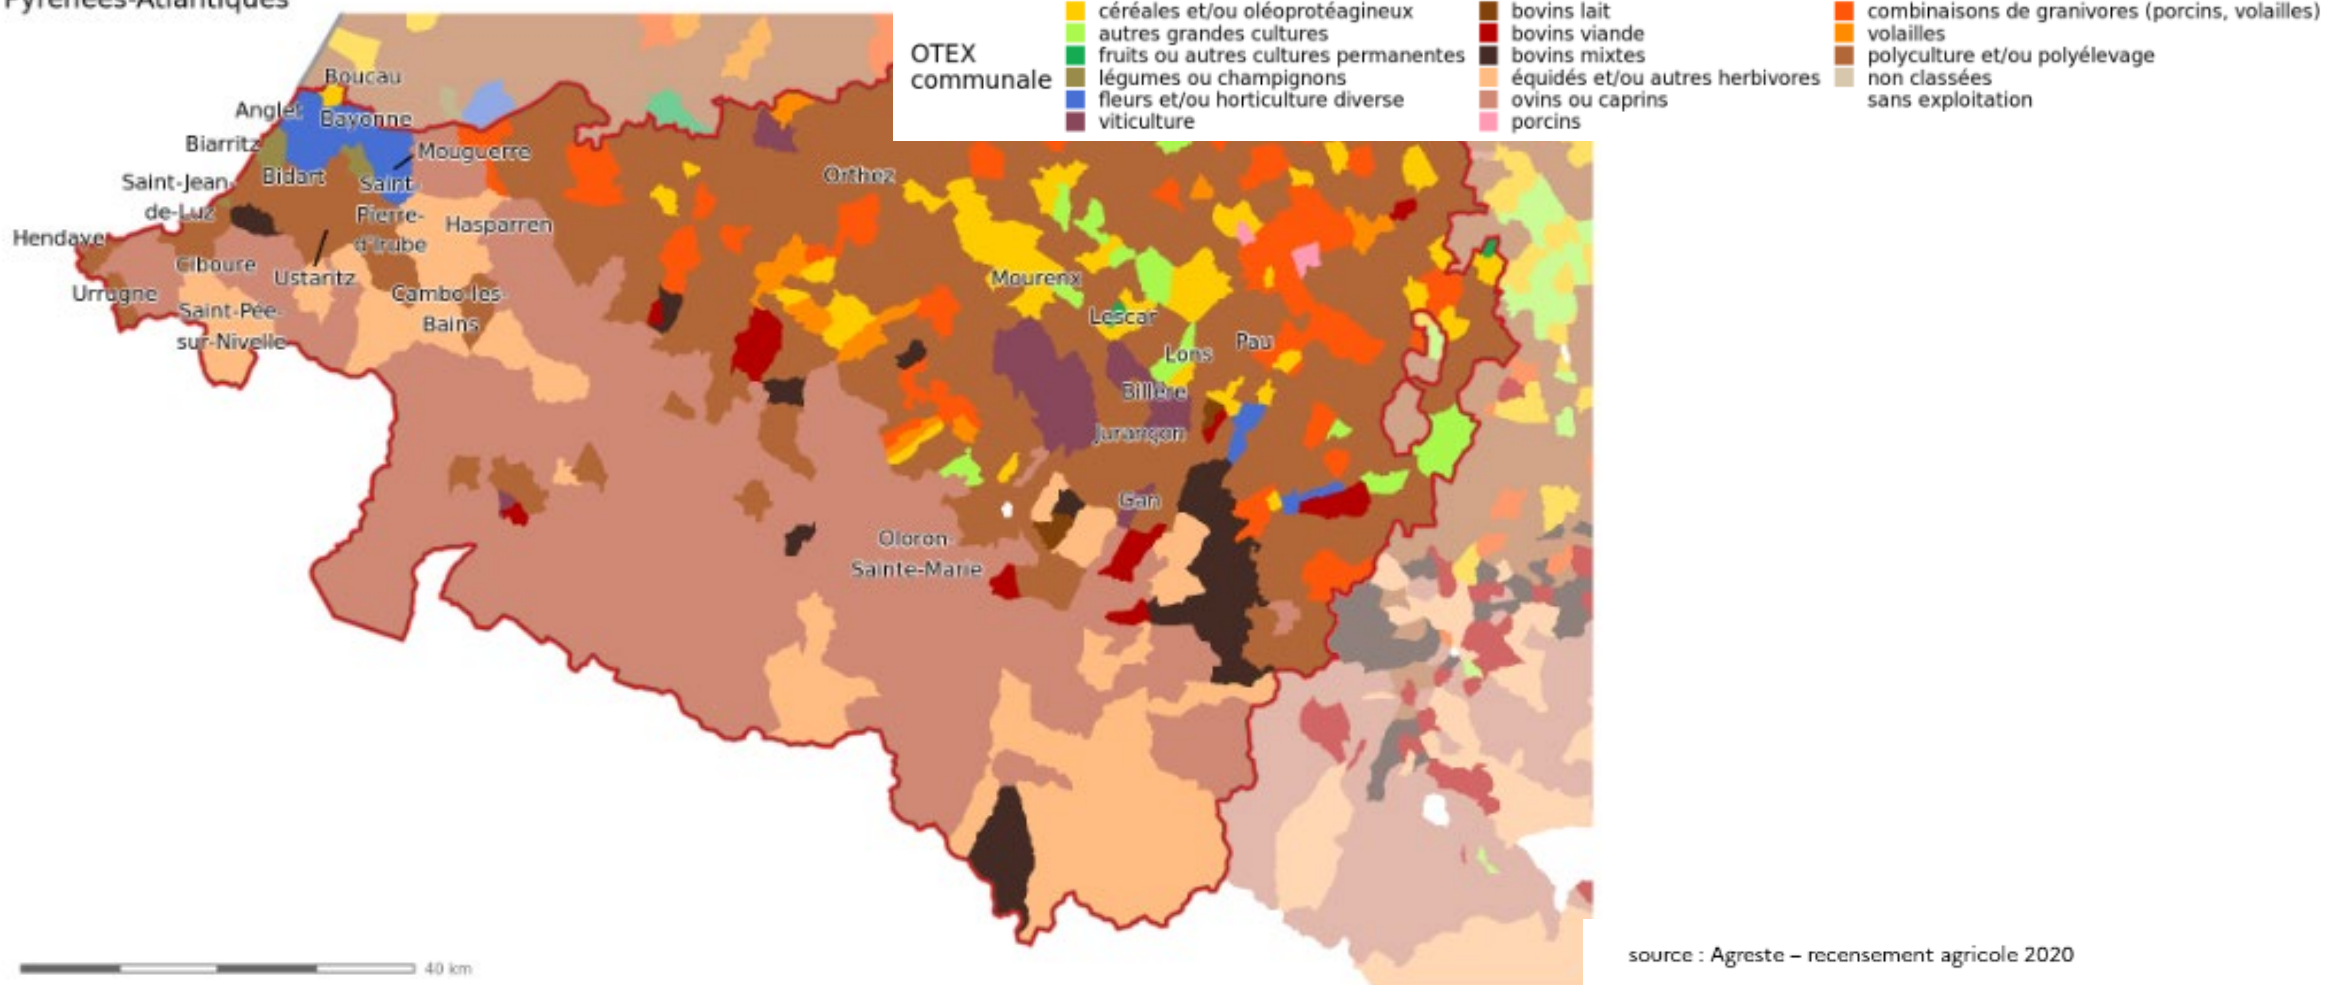 Pyrénées-Atlantiques
OTEX
communale
céréales et/ou oléoprotéagineux
autres grandes cultures
fruits ou autres cultures permanentes
légumes ou champignons
fleurs et/ou horticulture diverse
viticulture
bovins lait
bovins viande
bovins mixtes
équidés et/ou autres herbivores
ovins ou caprins
porcins
combinaisons de granivores (porcins, volailles)
volailles
polyculture et/ou polyélevage
non classées
sans exploitation
Boucau
Anglet
Bayonne
Biarritz
Mouguerre
Bidart
Saint-Jean-
de-Luz
Saint-
Pierre-
d'Irube
Orthez
Hasparren
Hendaye
Ciboure
Ustaritz
Mourenx
Urrugne
Cambo-les-
Bains
Saint-Pée-
sur-Nivelle
Lescar
Pau
Lons
Billère
Jurançon
Gan
Oloron-
Sainte-Marie
40 km
source : Agreste – recensement agricole 2020